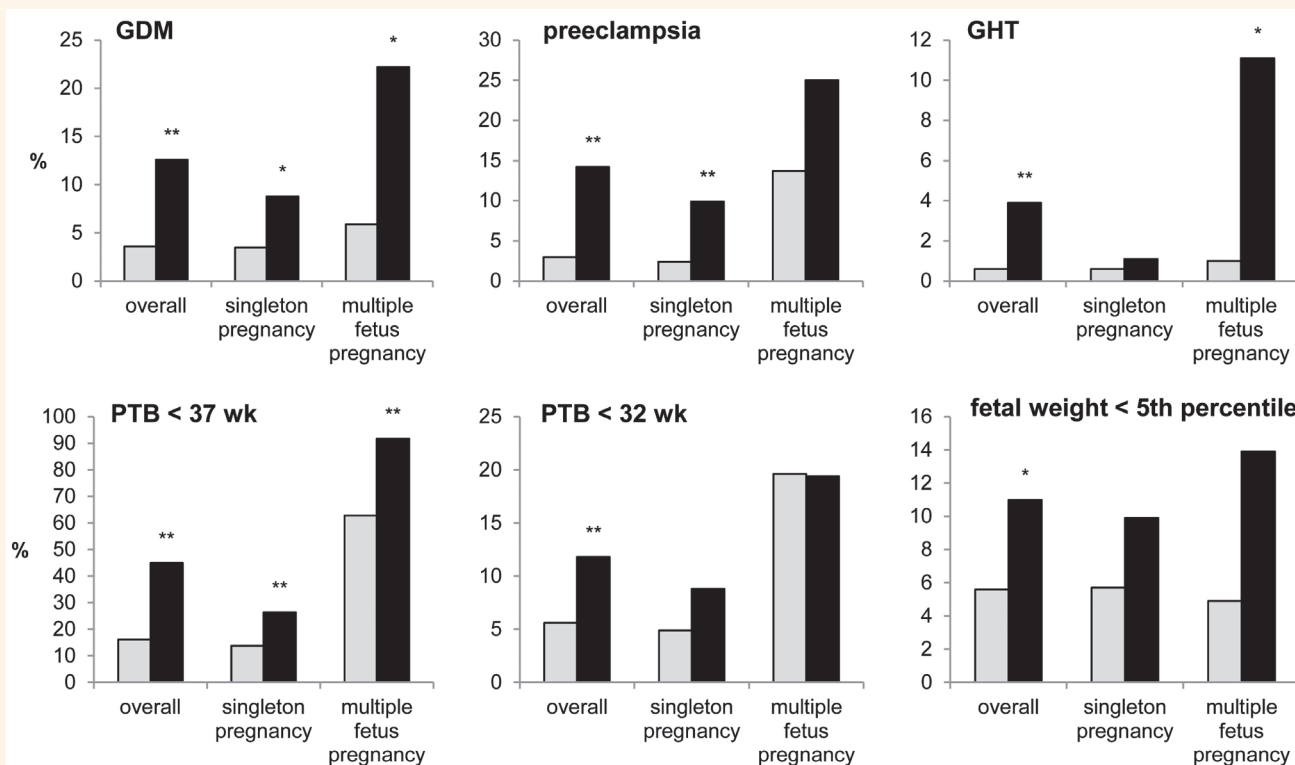 GDM
25
20
15
10
5
0
%
**
*
*
overall
singleton
pregnancy
multiple
fetus
pregnancy
preeclampsia
30
25
20
15
10
5
0
**
**
overall
singleton
pregnancy
multiple
fetus
pregnancy
GHT
12
10
8
6
4
2
0
**
*
overall
singleton
pregnancy
multiple
fetus
pregnancy
PTB < 37 wk
100
90
80
70
60
50
40
30
20
10
0
%
**
**
**
overall
singleton
pregnancy
multiple
fetus
pregnancy
PTB < 32 wk
25
20
15
10
5
0
**
overall
singleton
pregnancy
multiple
fetus
pregnancy
fetal weight < 5th percentile
16
14
12
10
8
6
4
2
0
*
overall
singleton
pregnancy
multiple
fetus
pregnancy